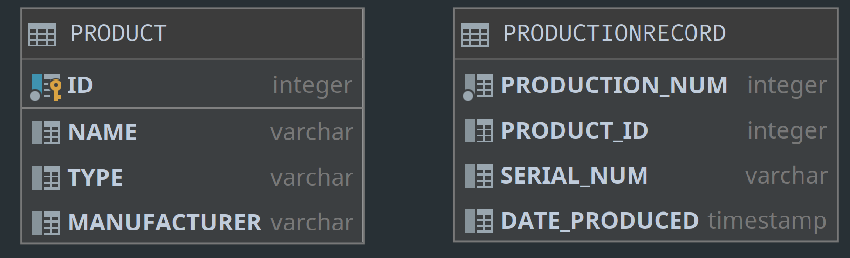 PRODUCT
ID integer
NAME varchar
TYPE varchar
MANUFACTURER varchar
PRODUCTIONRECORD
PRODUCTION_NUM integer
PRODUCT_ID integer
SERIAL_NUM varchar
DATE_PRODUCED timestamp